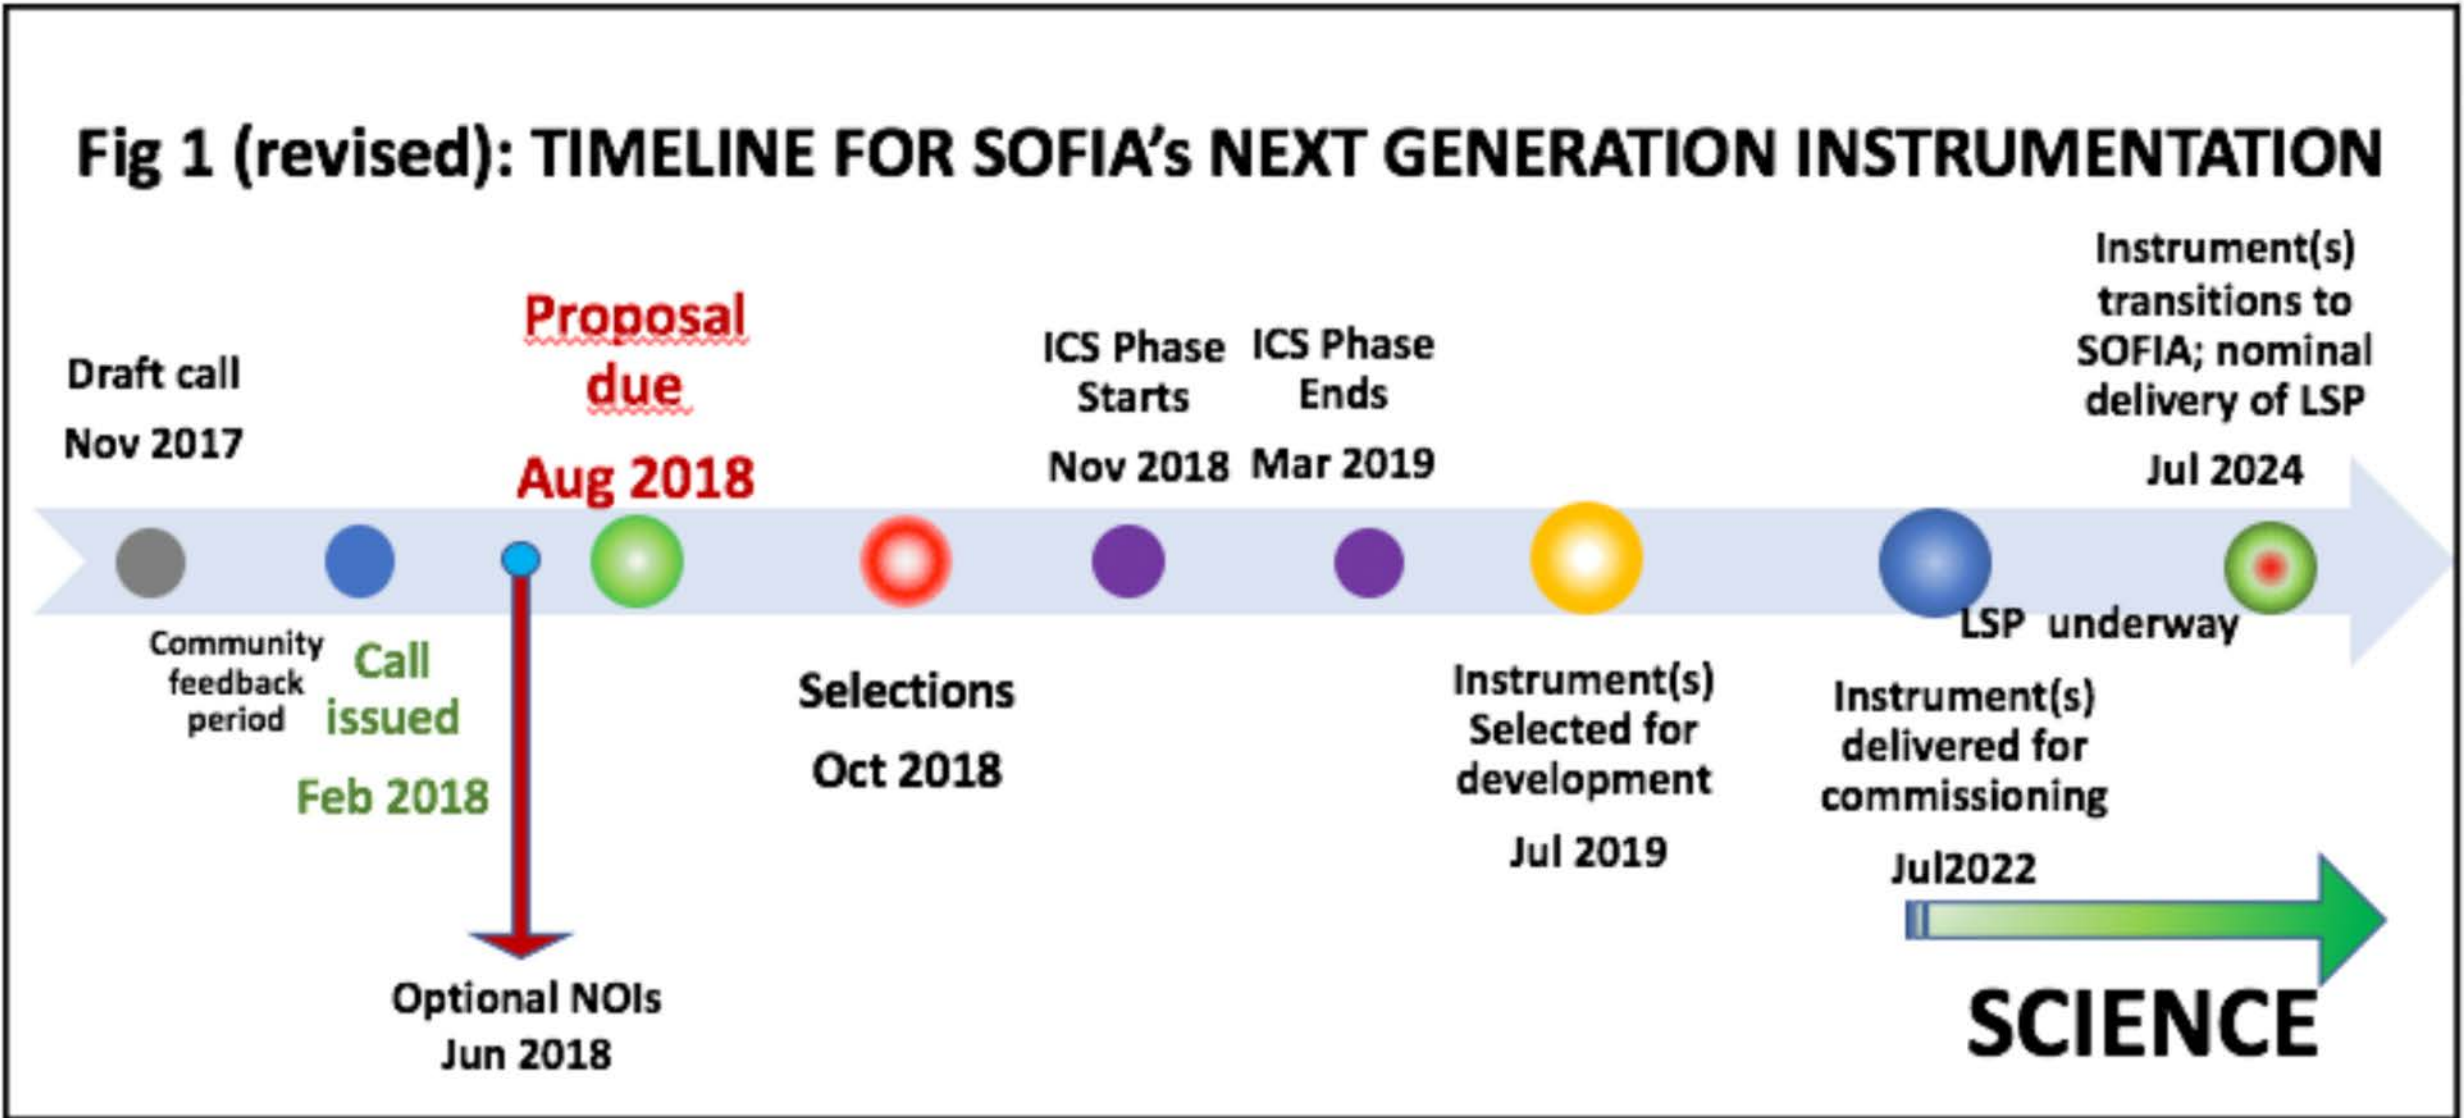 Fig 1 (revised): TIMELINE FOR SOFIA's NEXT GENERATION INSTRUMENTATION
Draft call
Nov 2017
Community
feedback
period
Call
issued
Feb 2018
Optional NOIs
Jun 2018
Proposal
due
Aug 2018
Selections
Oct 2018
ICS Phase
Starts
Nov 2018
ICS Phase
Ends
Mar 2019
Instrument(s)
Selected for
development
Jul 2019
Instrument(s)
delivered for
commissioning
Jul2022
LSP underway
Instrument(s)
transitions to
SOFIA; nominal
delivery of LSP
Jul 2024
SCIENCE